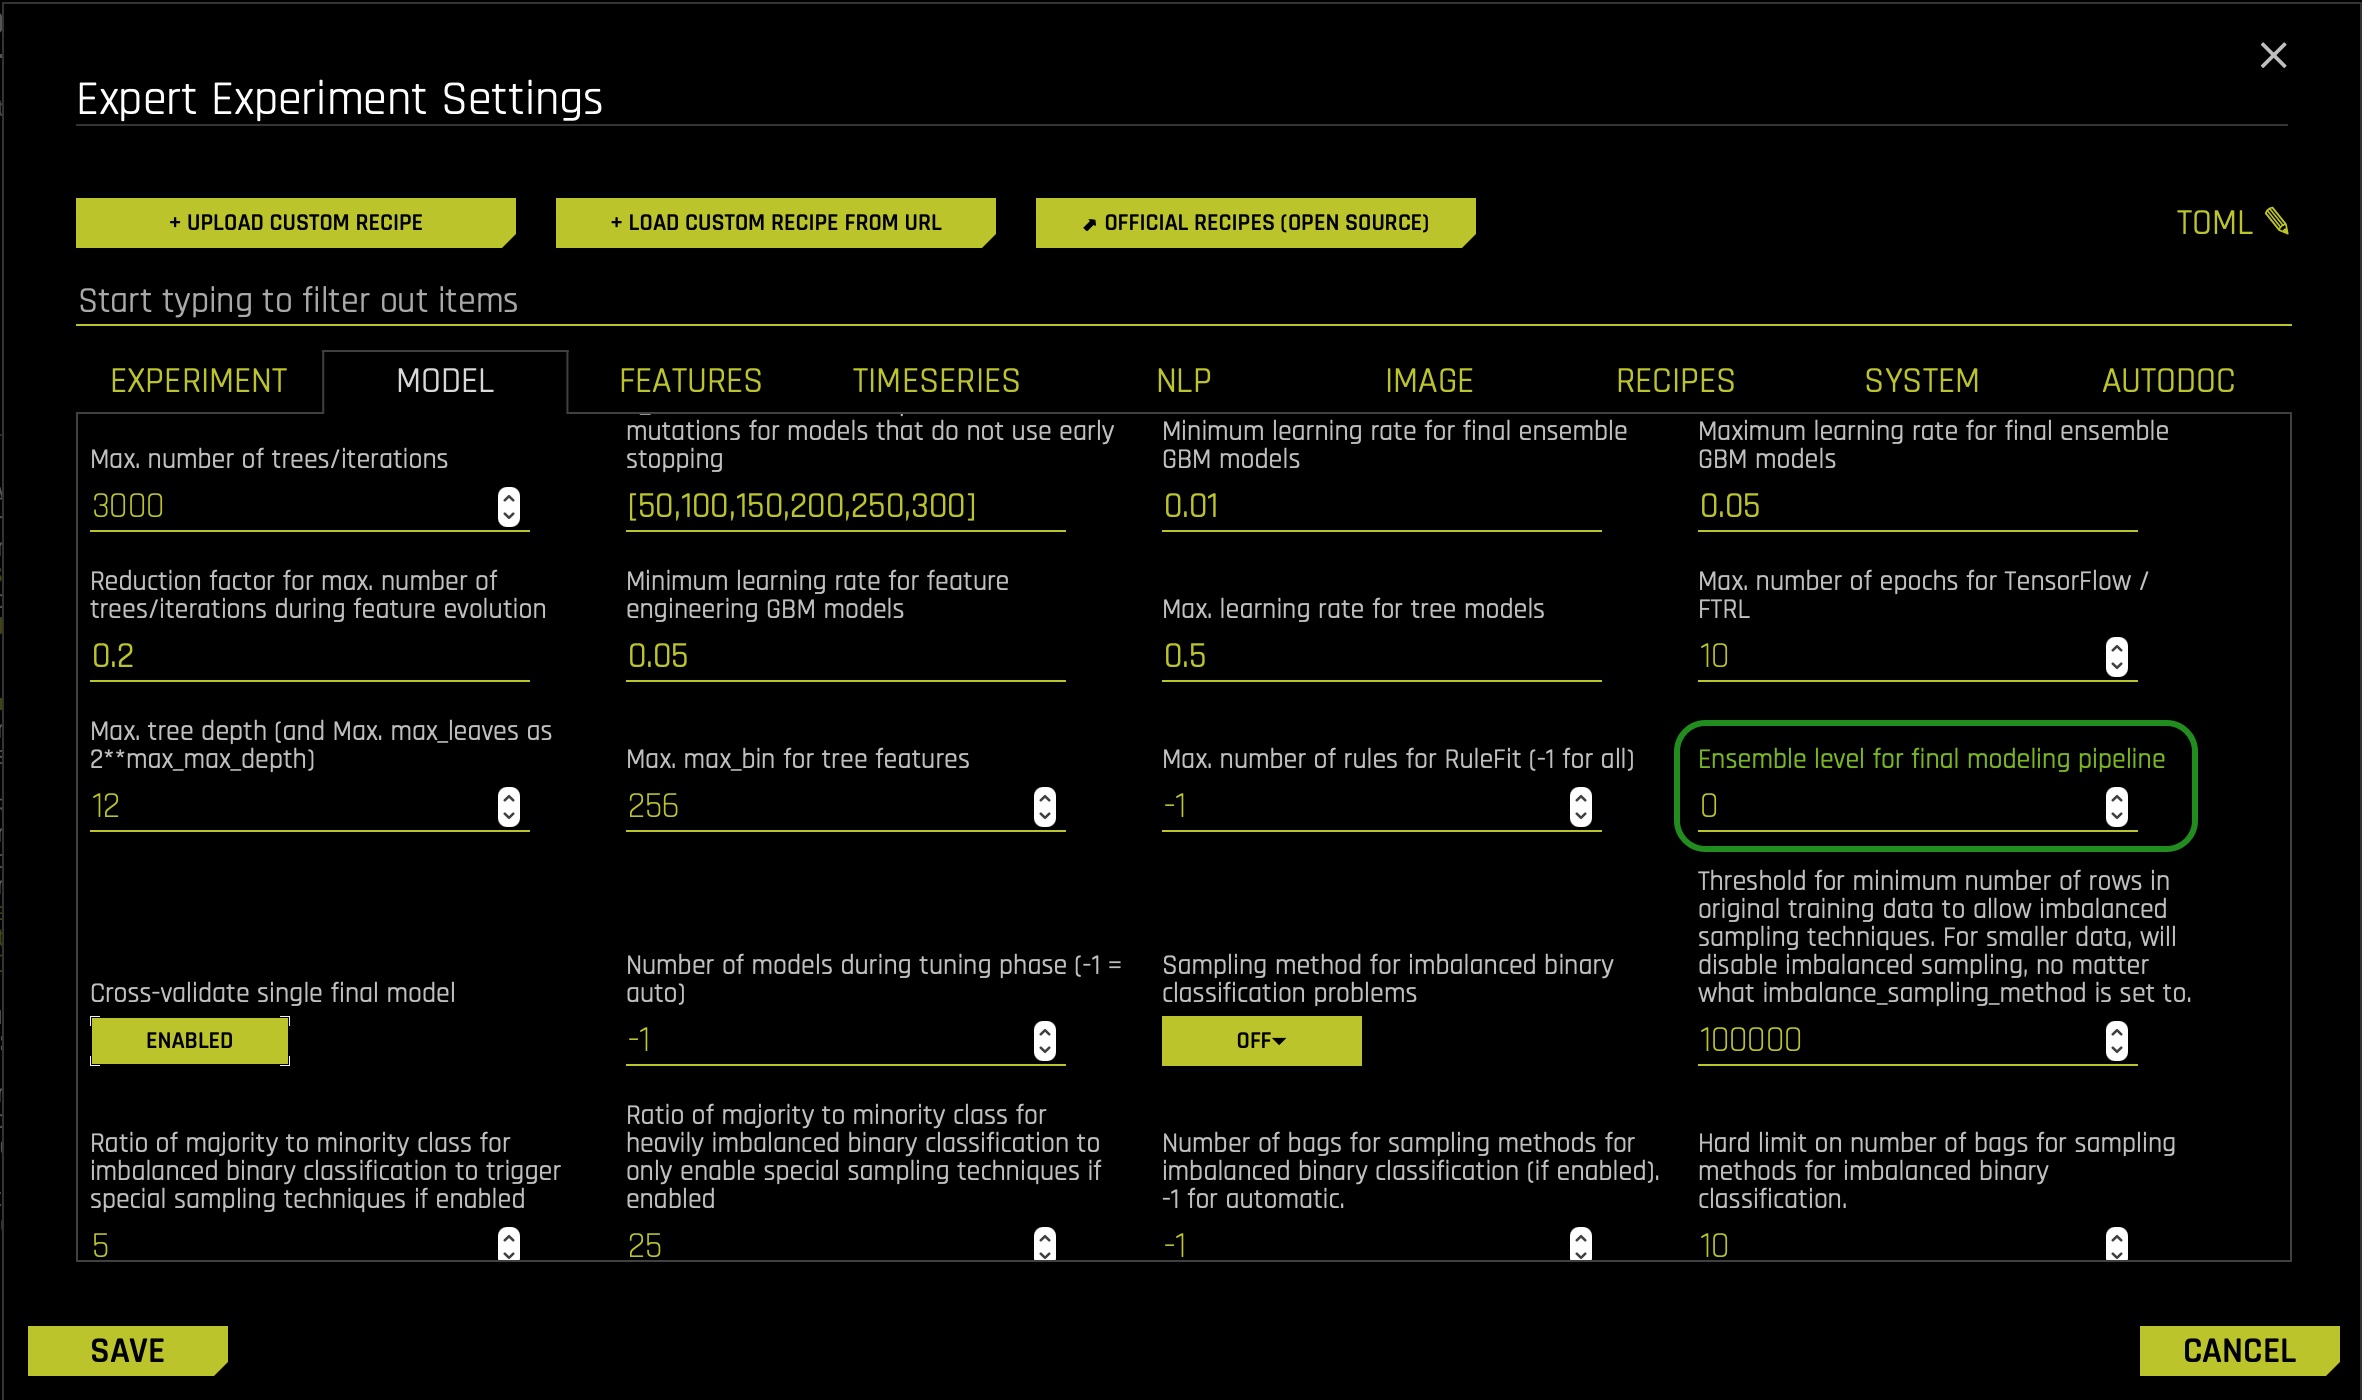 Expert Experiment Settings
+ UPLOAD CUSTOM RECIPE
+ LOAD CUSTOM RECIPE FROM URL
OFFICIAL RECIPES (OPEN SOURCE)
TOML
Start typing to filter out items
EXPERIMENT
MODEL
FEATURES
TIMESERIES
NLP
IMAGE
RECIPES
SYSTEM
AUTODOC
Max. number of trees/iterations
3000
mutations for models that do not use early
stopping
[50,100,150,200,250,300]
Minimum learning rate for final ensemble
GBM models
0.01
Maximum learning rate for final ensemble
GBM models
0.05
Reduction factor for max. number of
trees/iterations during feature evolution
0.2
Minimum learning rate for feature
engineering GBM models
0.05
Max. learning rate for tree models
0.5
Max. number of epochs for TensorFlow /
FTRL
10
Max. tree depth (and Max. max_leaves as
2**max_max_depth)
12
Max. max_bin for tree features
256
Max. number of rules for RuleFit (-1 for all)
-1
Ensemble level for final modeling pipeline
0
Cross-validate single final model
ENABLED
Number of models during tuning phase (-1 =
auto)
-1
Sampling method for imbalanced binary
classification problems
OFF
Threshold for minimum number of rows in
original training data to allow imbalanced
sampling techniques. For smaller data, will
disable imbalanced sampling, no matter
what imbalance_sampling_method is set to.
100000
Ratio of majority to minority class for
imbalanced binary classification to trigger
special sampling techniques if enabled
5
Ratio of majority to minority class for
heavily imbalanced binary classification to
only enable special sampling techniques if
enabled
25
Number of bags for sampling methods for
imbalanced binary classification (if enabled).
-1 for automatic.
-1
Hard limit on number of bags for sampling
methods for imbalanced binary
classification.
10
SAVE
CANCEL